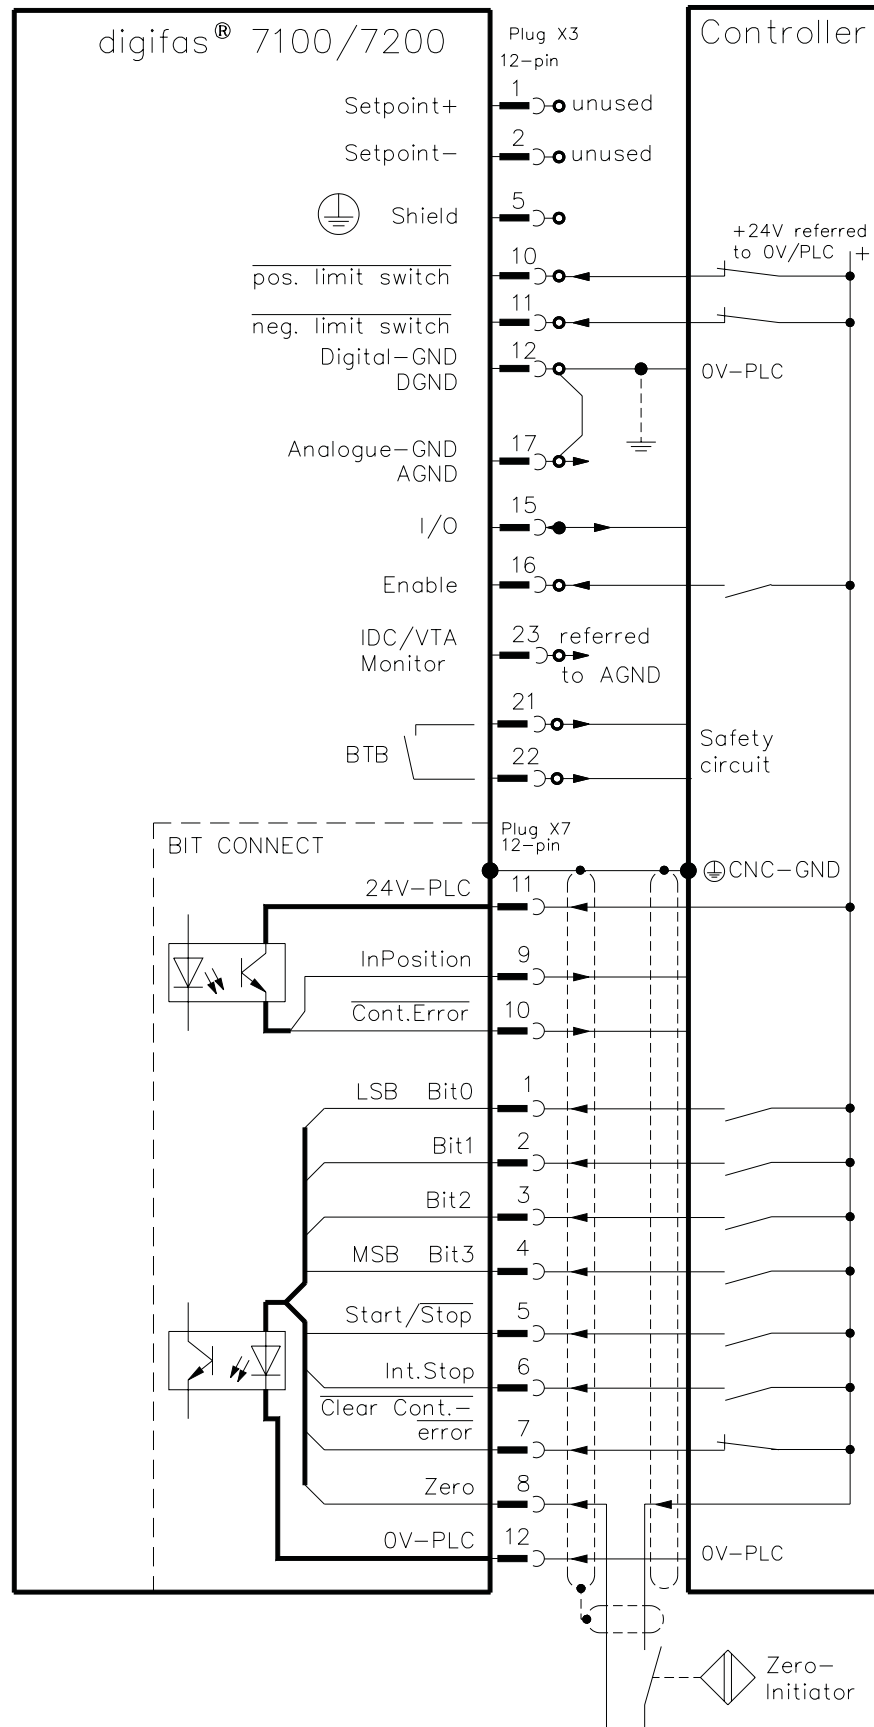 digifas® 7100/7200
Plug X3
12-pin
Controller
Setpoint+
1
unused
Setpoint-
2
unused
Shield
5
+24V referred
to 0V/PLC
+
pos. limit switch
10
neg. limit switch
11
Digital-GND
DGND
12
0V-PLC
Analogue-GND
AGND
17
I/O
15
Enable
16
IDC/VTA
Monitor
23
referred
to AGND
21
BTB
22
Safety
circuit
BIT CONNECT
Plug X7
12-pin
CNC-GND
24V-PLC
11
InPosition
9
Cont.Error
10
LSB Bit0
1
Bit1
2
Bit2
3
MSB Bit3
4
Start/Stop
5
Int.Stop
6
Clear Cont.-
error
7
Zero
8
0V-PLC
12
0V-PLC
Zero-
Initiator